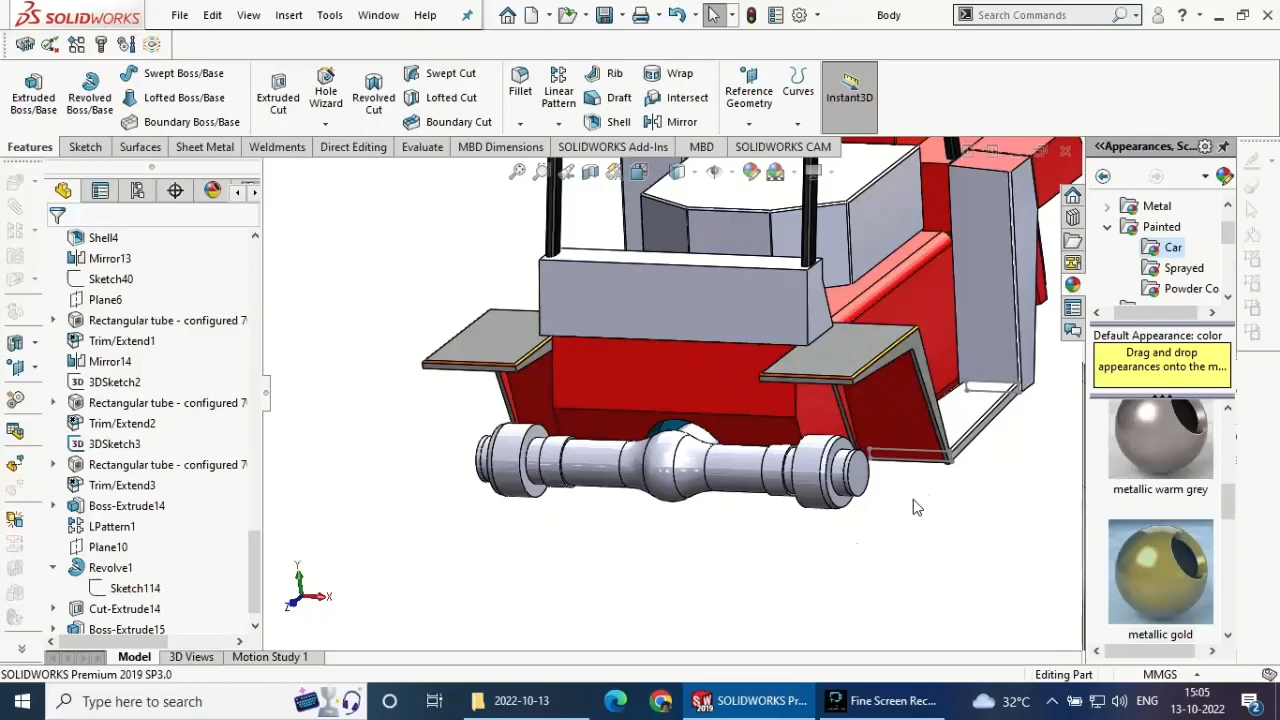 SOLIDWORKS
File Edit View Insert Tools Window Help
Body
Search Commands
Extruded Boss/Base
Revolved Boss/Base
Swept Boss/Base
Lofted Boss/Base
Boundary Boss/Base
Extruded Cut
Hole Wizard
Revolved Cut
Swept Cut
Lofted Cut
Boundary Cut
Fillet
Linear Pattern
Rib
Draft
Shell
Wrap
Intersect
Mirror
Reference Geometry
Curves
Instant3D
Features Sketch Surfaces Sheet Metal Weldments Direct Editing Evaluate MBD Dimensions SOLIDWORKS Add-Ins MBD SOLIDWORKS CAM
Shell4
Mirror13
Sketch40
Plane6
Rectangular tube - configured 7
Trim/Extend1
Mirror14
3D 3DSketch2
Rectangular tube - configured 7
Trim/Extend2
3D 3DSketch3
Rectangular tube - configured 7
Trim/Extend3
Boss-Extrude14
LPattern1
Plane10
Revolve1
Sketch114
Cut-Extrude14
Boss-Extrude15
Y
X
Z
<<Appearances, Sc...
Metal
Painted
Car
Sprayed
Powder Co
Default Appearance: color
Drag and drop
appearances onto the m...
metallic warm grey
metallic gold
Model 3D Views Motion Study 1
SOLIDWORKS Premium 2019 SP3.0
Editing Part
MMGS
Type here to search
2022-10-13
SOLIDWORKS Pr...
Fine Screen Rec...
32°C
ENG
15:05
13-10-2022
2